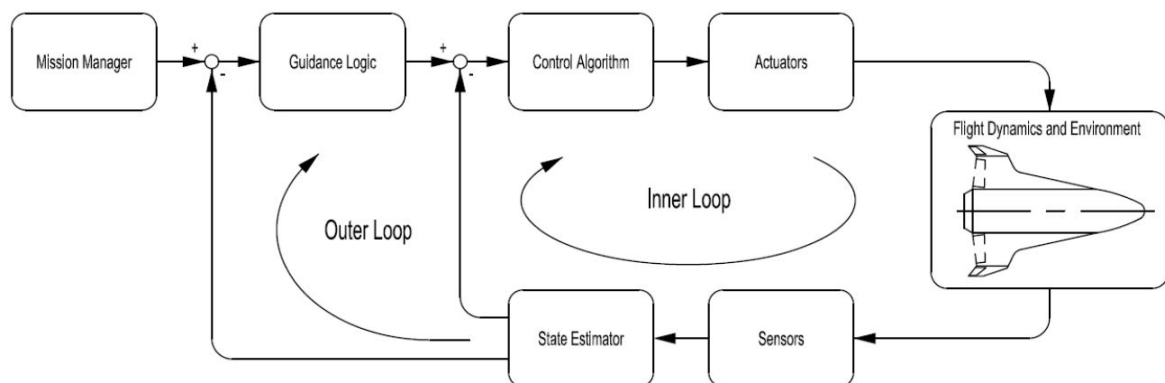 Mission Manager
+
-
Guidance Logic
+
-
Control Algorithm
Actuators
Flight Dynamics and Environment
Inner Loop
Outer Loop
State Estimator
Sensors